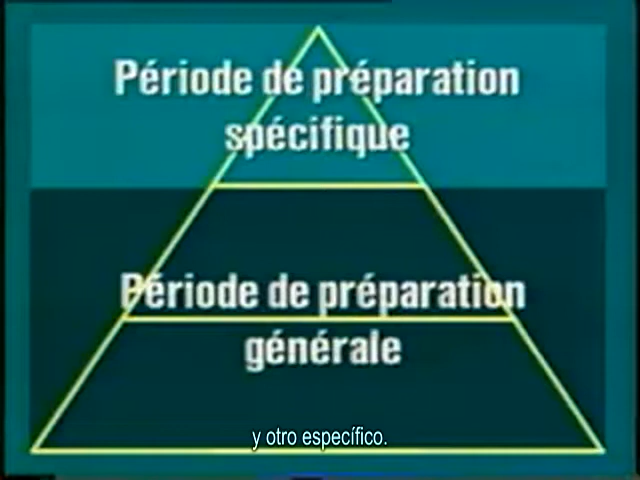 Période de préparation
spécifique
Période de préparation
générale
y otro específico.